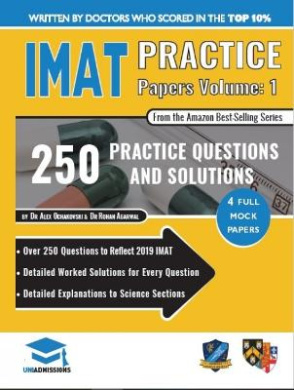 WRITTEN BY DOCTORS WHO SCORED IN THE TOP 10%
IMAT PRACTICE
Papers Volume: 1
From the Amazon Best-Selling Series
250 PRACTICE QUESTIONS
AND SOLUTIONS
BY DR ALEX OCHAKOVSKI & DR ROHAN AGARWAL
4 FULL
MOCK
PAPERS
• Over 250 Questions to Reflect 2019 IMAT
• Detailed Worked Solutions for Every Question
• Detailed Explanations to Science Sections
UNIADMISSIONS